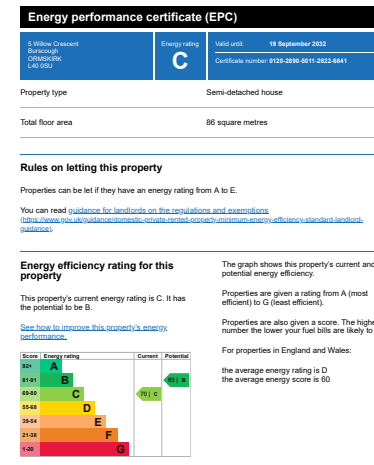 Energy performance certificate (EPC)
5 Willow Crescent
Burscough
ORMSKIRK
L40 0SU
Energy rating
C
Valid until: 19 September 2032
Certificate number: 0120-2890-5011-2622-6641
Property type Semi-detached house
Total floor area 86 square metres
Rules on letting this property
Properties can be let if they have an energy rating from A to E.
You can read guidance for landlords on the regulations and exemptions
(https://www.gov.uk/guidance/domestic-private-rented-property-minimum-energy-efficiency-standard-landlord-
guidance).
Energy efficiency rating for this
property
This property's current energy rating is C. It has
the potential to be B.
See how to improve this property's energy
performance.
Score Energy rating Current Potential
92+ A
81-91 B 85 | B
69-80 C 70 | C
55-68 D
39-54 E
21-38 F
1-20 G
The graph shows this property's current and
potential energy efficiency.
Properties are given a rating from A (most
efficient) to G (least efficient).
Properties are also given a score. The highe
number the lower your fuel bills are likely to
For properties in England and Wales:
the average energy rating is D
the average energy score is 60